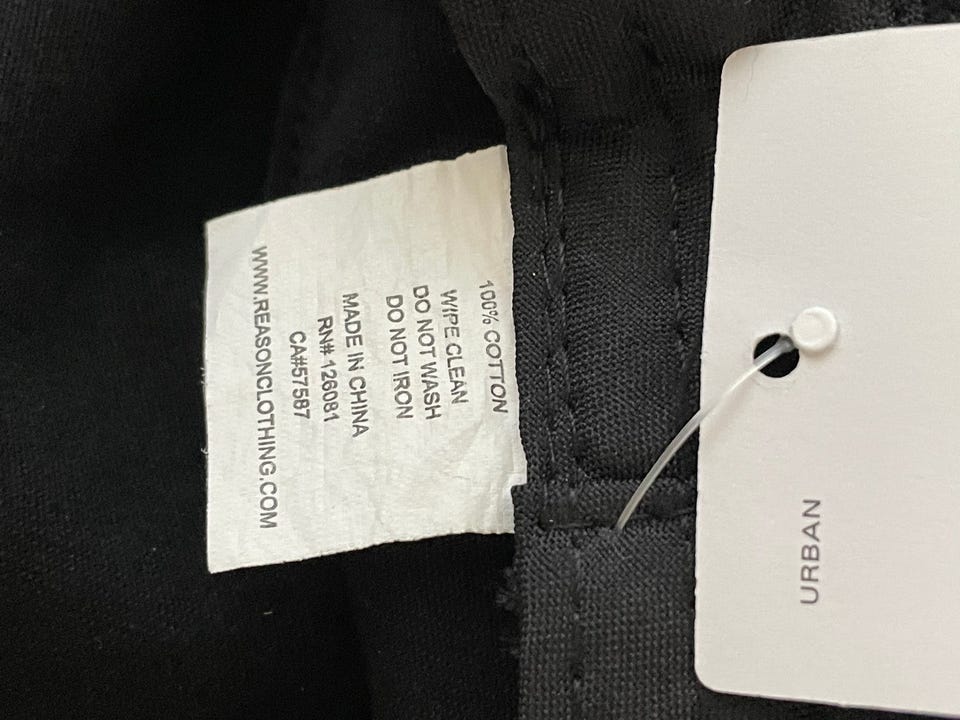 100% COTTON
WIPE CLEAN
DO NOT WASH
DO NOT IRON
MADE IN CHINA
RN# 126081
CA#57587
WWW.REASONCLOTHING.COM
URBAN